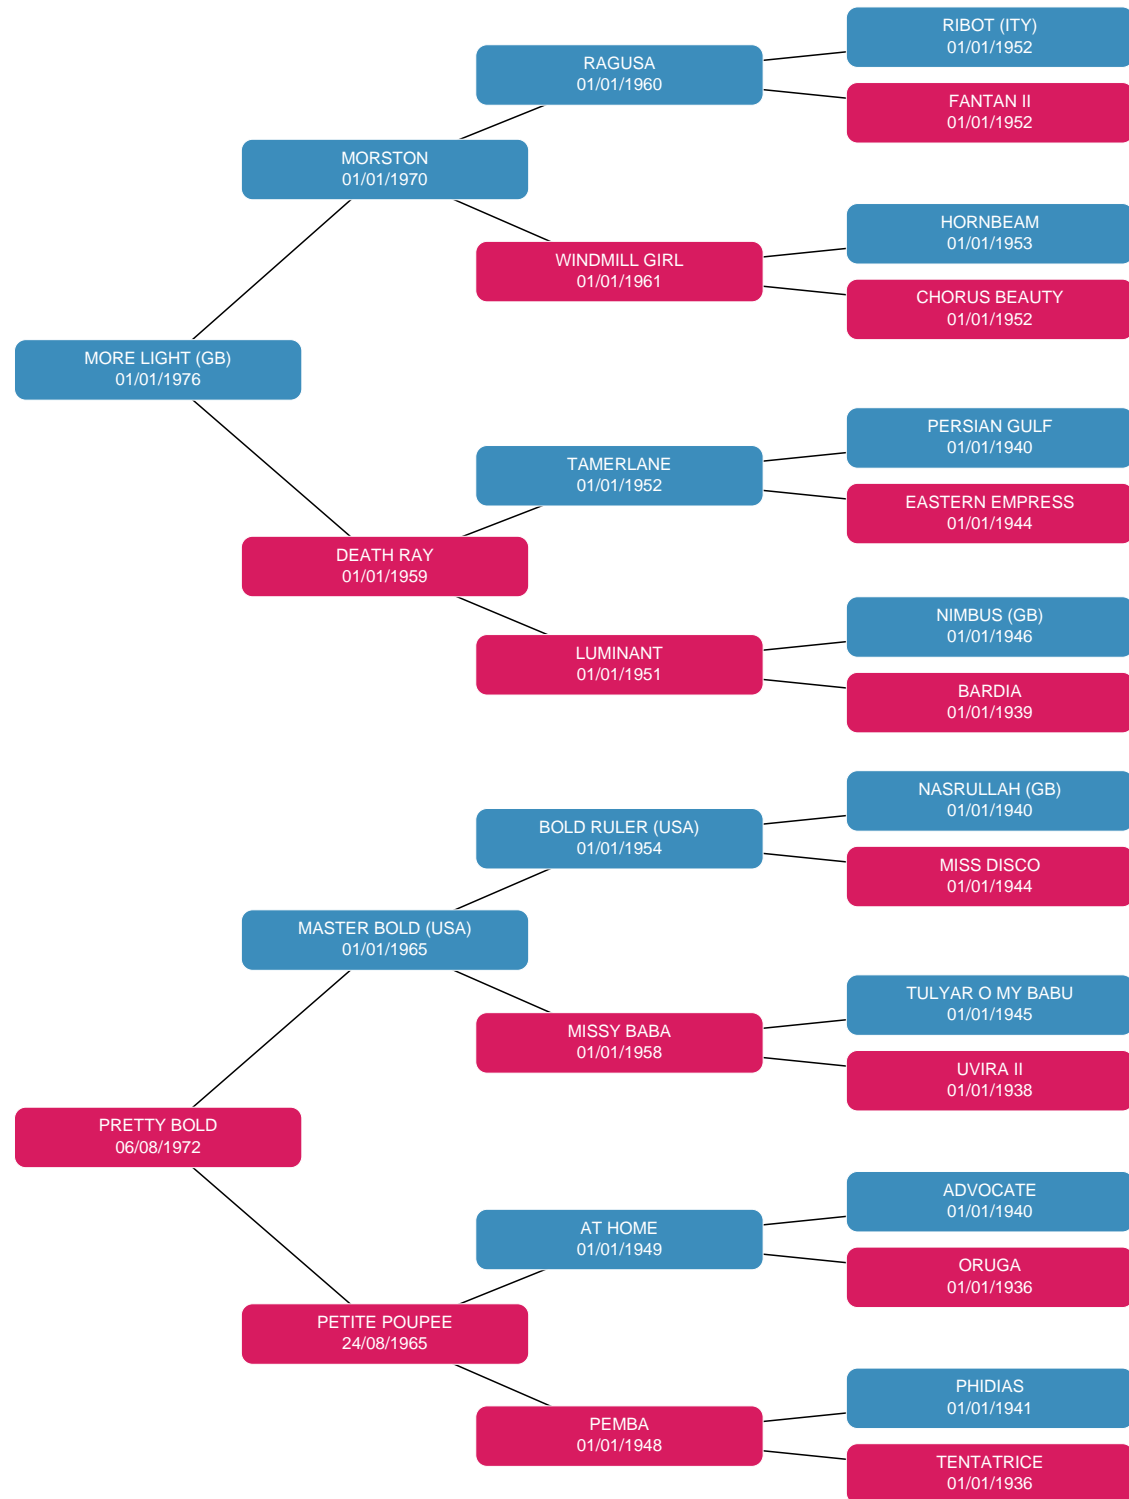 RIBOT (ITY)
01/01/1952
RAGUSA
01/01/1960
FANTAN II
01/01/1952
MORSTON
01/01/1970
HORNBEAM
01/01/1953
WINDMILL GIRL
01/01/1961
CHORUS BEAUTY
01/01/1952
MORE LIGHT (GB)
01/01/1976
PERSIAN GULF
01/01/1940
TAMERLANE
01/01/1952
EASTERN EMPRESS
01/01/1944
DEATH RAY
01/01/1959
NIMBUS (GB)
01/01/1946
LUMINANT
01/01/1951
BARDIA
01/01/1939
NASRULLAH (GB)
01/01/1940
BOLD RULER (USA)
01/01/1954
MISS DISCO
01/01/1944
MASTER BOLD (USA)
01/01/1965
TULYAR O MY BABU
01/01/1945
MISSY BABA
01/01/1958
UVIRA II
01/01/1938
PRETTY BOLD
06/08/1972
ADVOCATE
01/01/1940
AT HOME
01/01/1949
ORUGA
01/01/1936
PETITE POUPEE
24/08/1965
PHIDIAS
01/01/1941
PEMBA
01/01/1948
TENTATRICE
01/01/1936